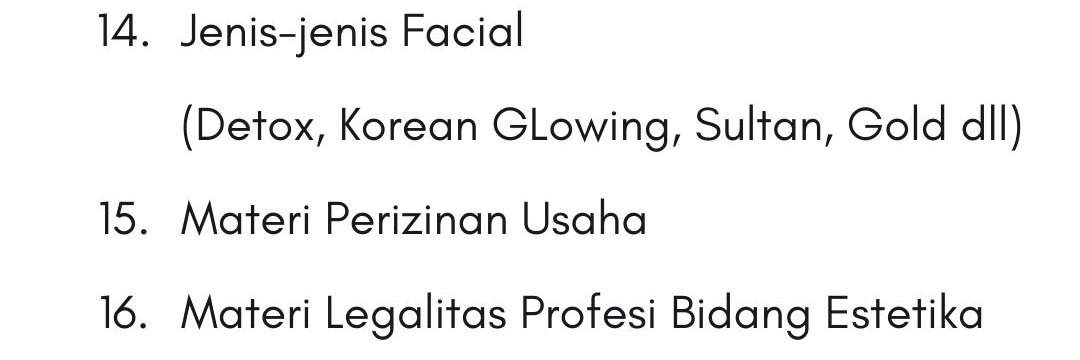 14. Jenis-jenis Facial
(Detox, Korean GLowing, Sultan, Gold dll)
15. Materi Perizinan Usaha
16. Materi Legalitas Profesi Bidang Estetika